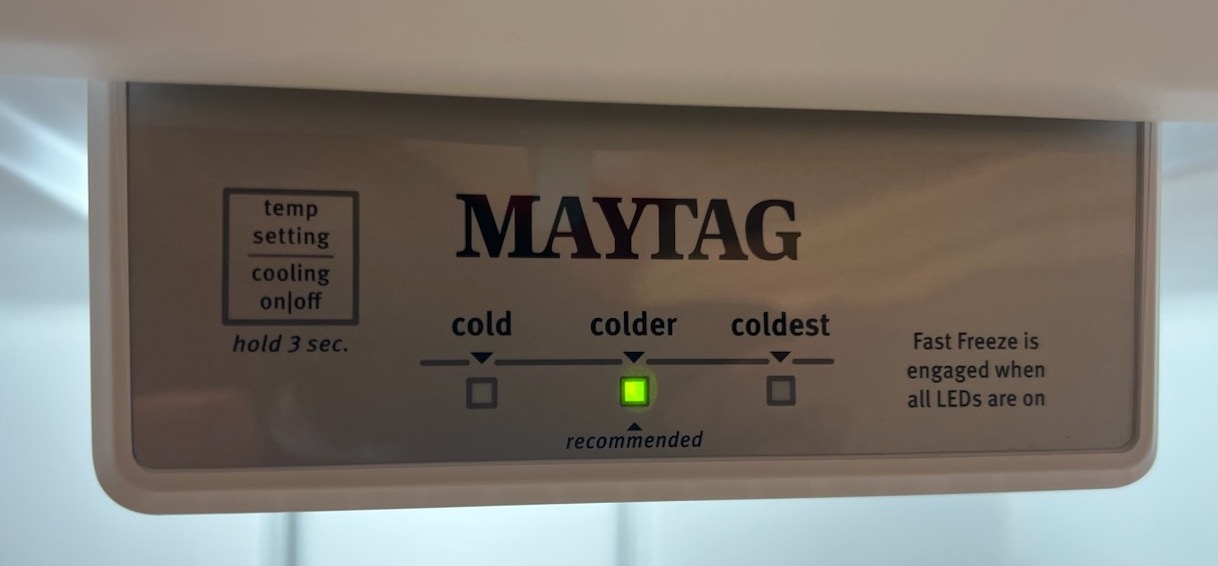 temp
setting
cooling
on|off
hold 3 sec.
MAYTAG
cold colder coldest
recommended
Fast Freeze is
engaged when
all LEDs are on